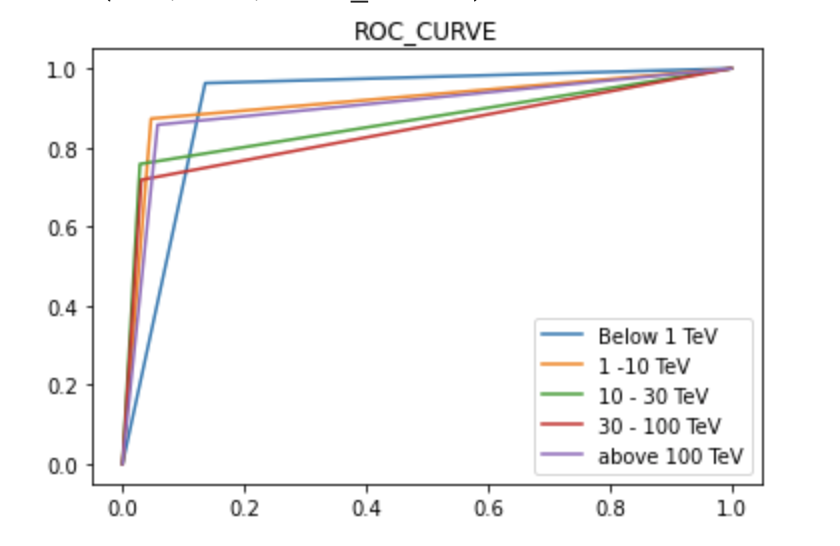 ROC_CURVE
1.0
0.8
0.6
0.4
0.2
0.0
Below 1 TeV
1 -10 TeV
10 - 30 TeV
30 - 100 TeV
above 100 TeV
0.0 0.2 0.4 0.6 0.8 1.0